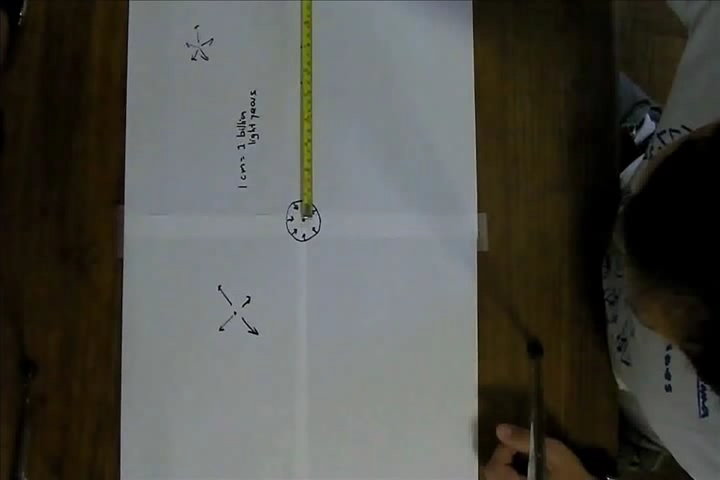 1 cm = 1 billion
light years